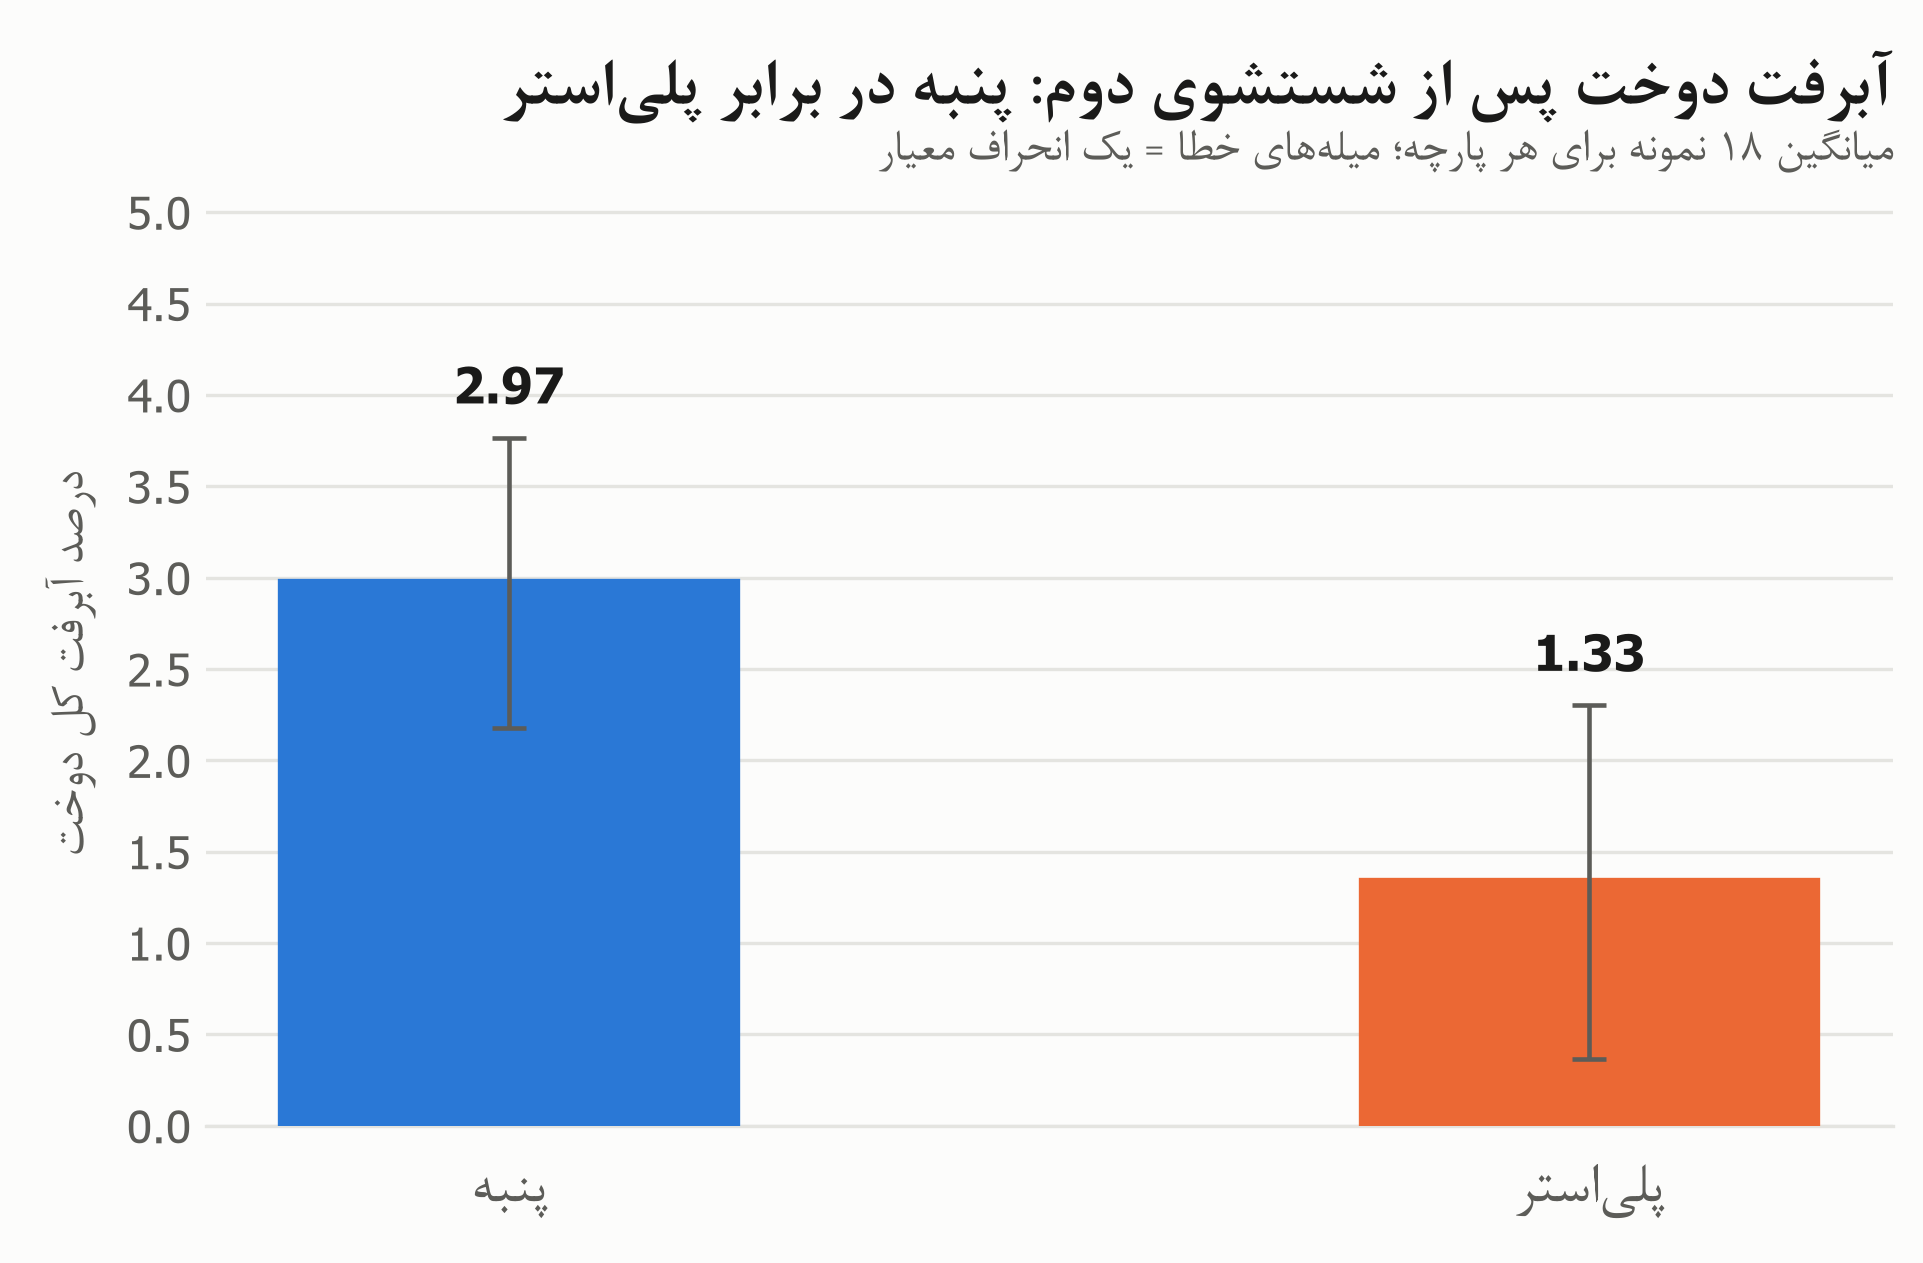 آبرفت دوخت پس از شستشوی دوم: پنبه در برابر پلی‌استر
میانگین ۱۸ نمونه برای هر پارچه؛ میله‌های خطا = یک انحراف معیار
درصد آبرفت کل دوخت
5.0
4.5
4.0
3.5
3.0
2.5
2.0
1.5
1.0
0.5
0.0
2.97
1.33
پنبه
پلی‌استر